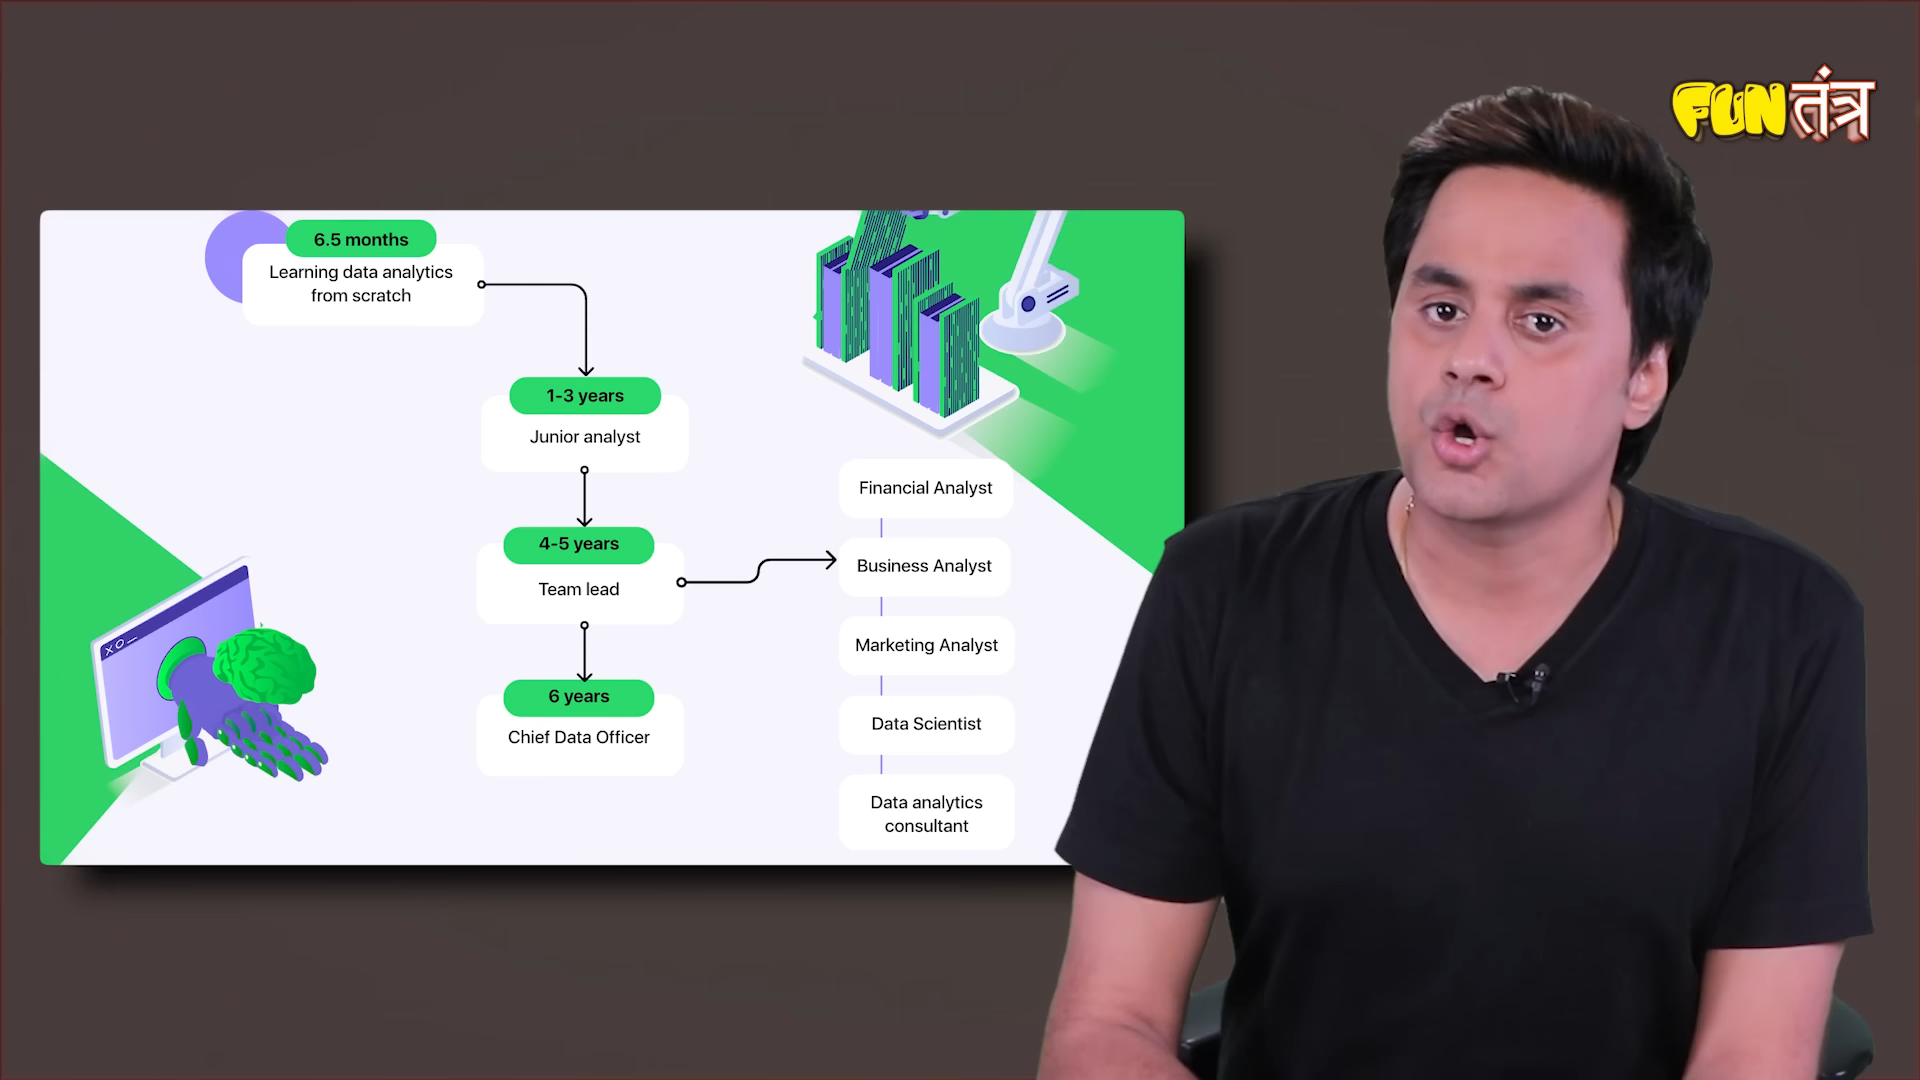 FUNतंत्र
6.5 months
Learning data analytics
from scratch
1-3 years
Junior analyst
4-5 years
Team lead
6 years
Chief Data Officer
Financial Analyst
Business Analyst
Marketing Analyst
Data Scientist
Data analytics
consultant